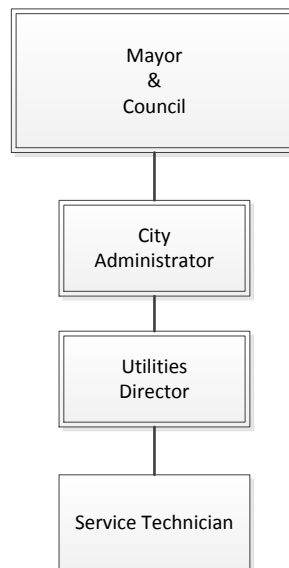 Mayor
&
Council
City
Administrator
Utilities
Director
Service Technician